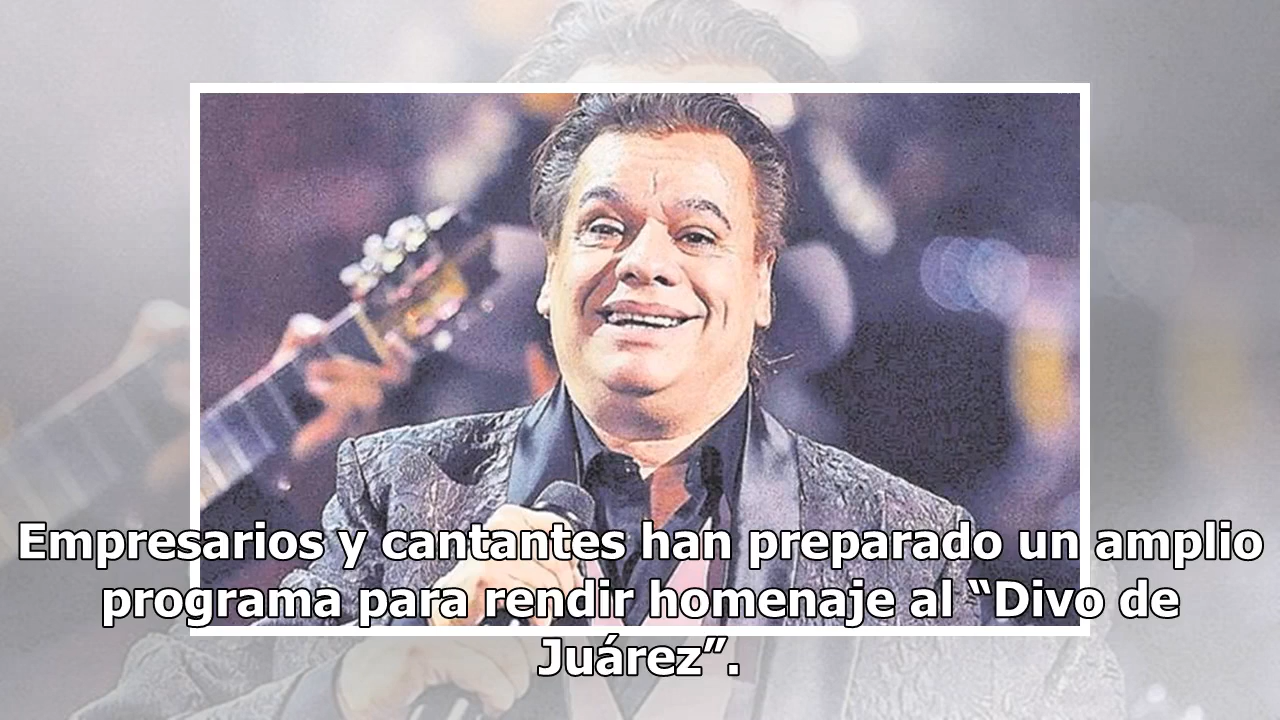 Empresarios y cantantes han preparado un amplio
programa para rendir homenaje al “Divo de
Juárez”.